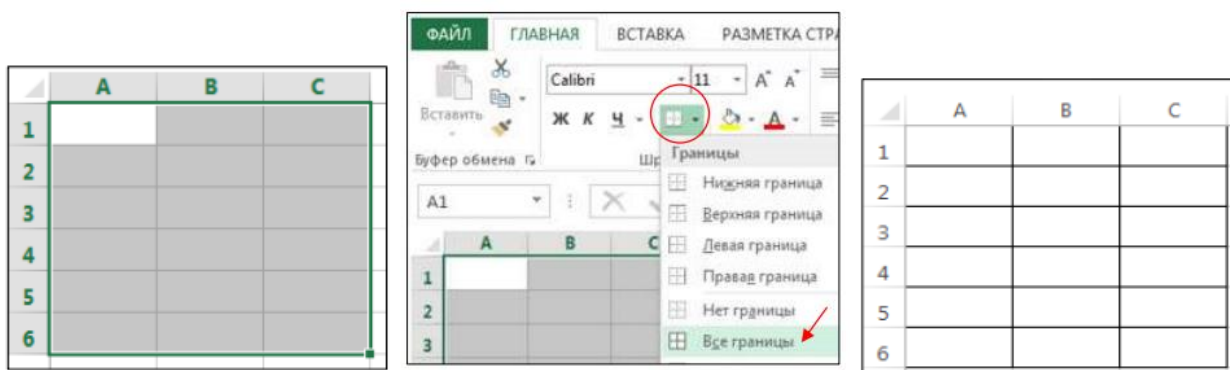 A B C
1
2
3
4
5
6
ФАЙЛ ГЛАВНАЯ ВСТАВКА РАЗМЕТКА СТРА
Calibri 11 A A
Вставить Ж К Ч A
Буфер обмена Шр
Границы
Нижняя граница
Верхняя граница
Левая граница
Правая граница
Нет границы
Все границы
A1
A B C
1
2
3
A B C
1
2
3
4
5
6